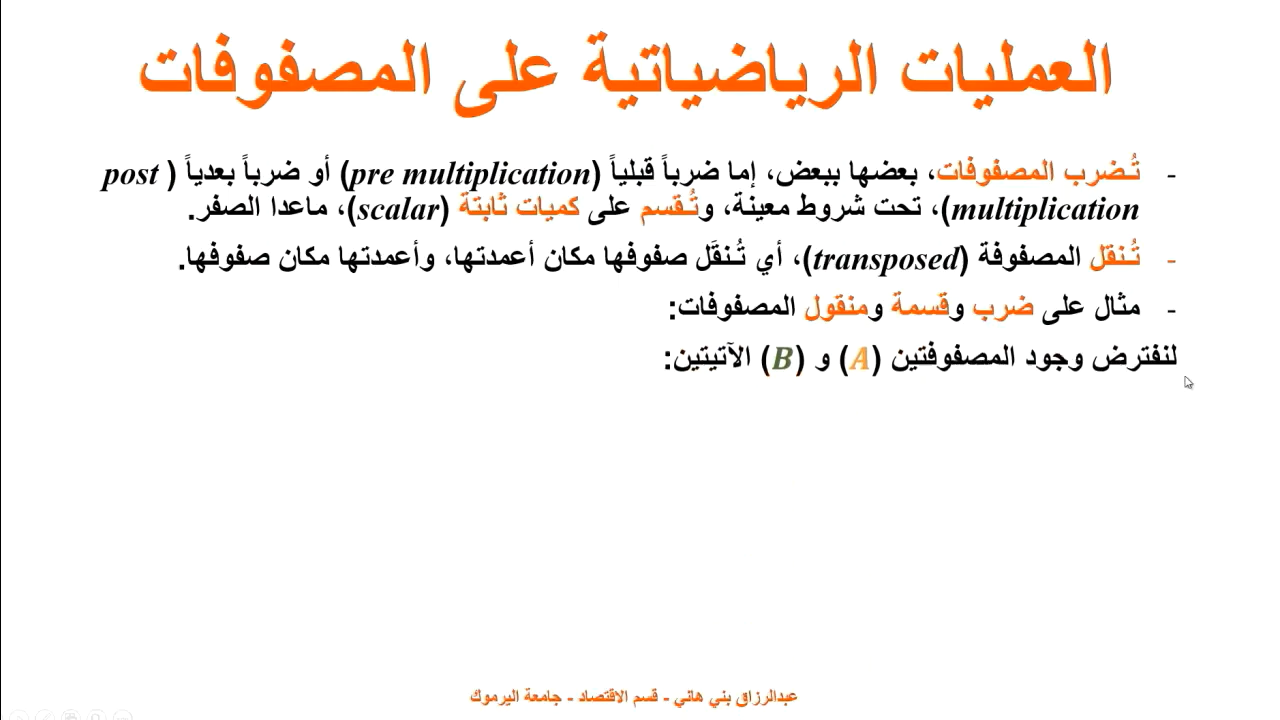 العمليات الرياضياتية على المصفوفات
- تُضرب المصفوفات، بعضها ببعض، إما ضرباً قبلياً (pre multiplication) أو ضرباً بعدياً (post
multiplication)، تحت شروط معينة، وتُقسم على كميات ثابتة (scalar)، ماعدا الصفر.
- تُنقل المصفوفة (transposed)، أي تُنقَل صفوفها مكان أعمدتها، وأعمدتها مكان صفوفها.
- مثال على ضرب وقسمة ومنقول المصفوفات:
لنفترض وجود المصفوفتين (A) و (B) الآتيتين:
عبدالرزاق بني هاني - قسم الاقتصاد - جامعة اليرموك